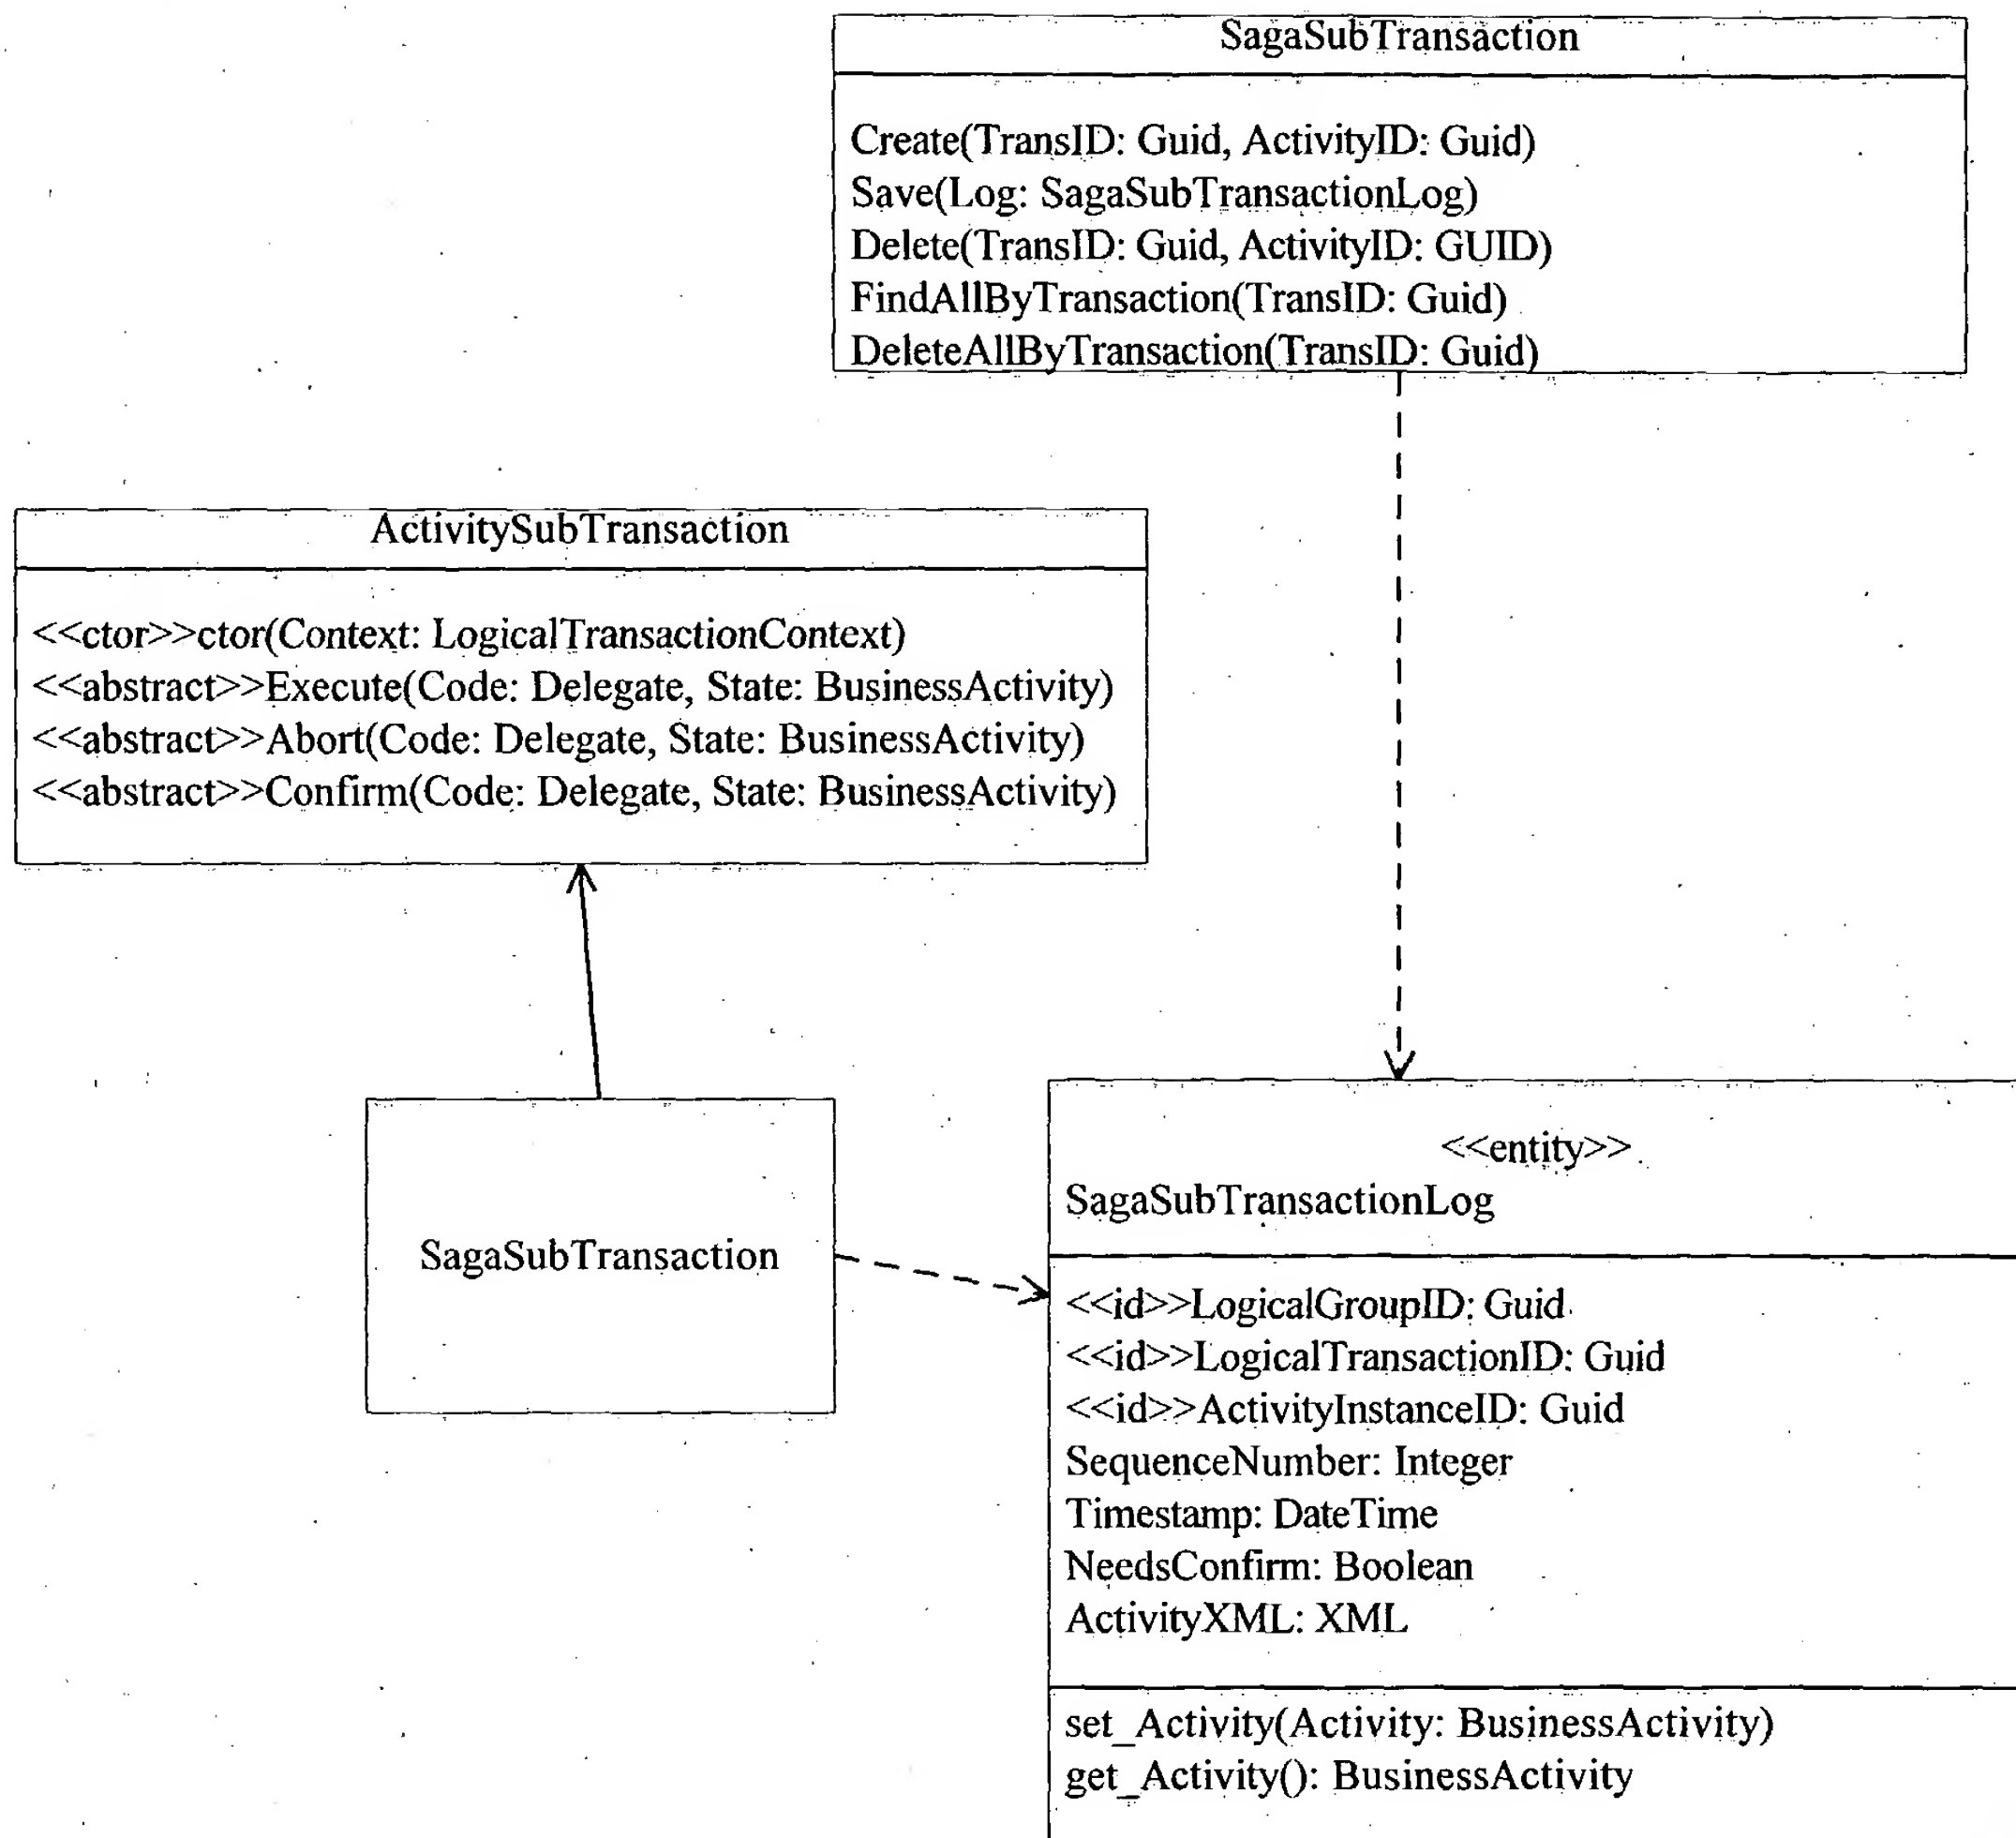 SagaSubTransaction
Create(TransID: Guid, ActivityID: Guid)
Save(Log: SagaSubTransactionLog)
Delete(TransID: Guid, ActivityID: GUID)
FindAllByTransaction(TransID: Guid)
DeleteAllByTransaction(TransID: Guid)
ActivitySubTransaction
<<ctor>>ctor(Context: LogicalTransactionContext)
<<abstract>>Execute(Code: Delegate, State: BusinessActivity)
<<abstract>>Abort(Code: Delegate, State: BusinessActivity)
<<abstract>>Confirm(Code: Delegate, State: BusinessActivity)
SagaSubTransaction
<<entity>>
SagaSubTransactionLog
<<id>>LogicalGroupID: Guid
<<id>>LogicalTransactionID: Guid
<<id>>ActivityInstanceID: Guid
SequenceNumber: Integer
Timestamp: DateTime
NeedsConfirm: Boolean
ActivityXML: XML
set_Activity(Activity: BusinessActivity)
get_Activity(): BusinessActivity